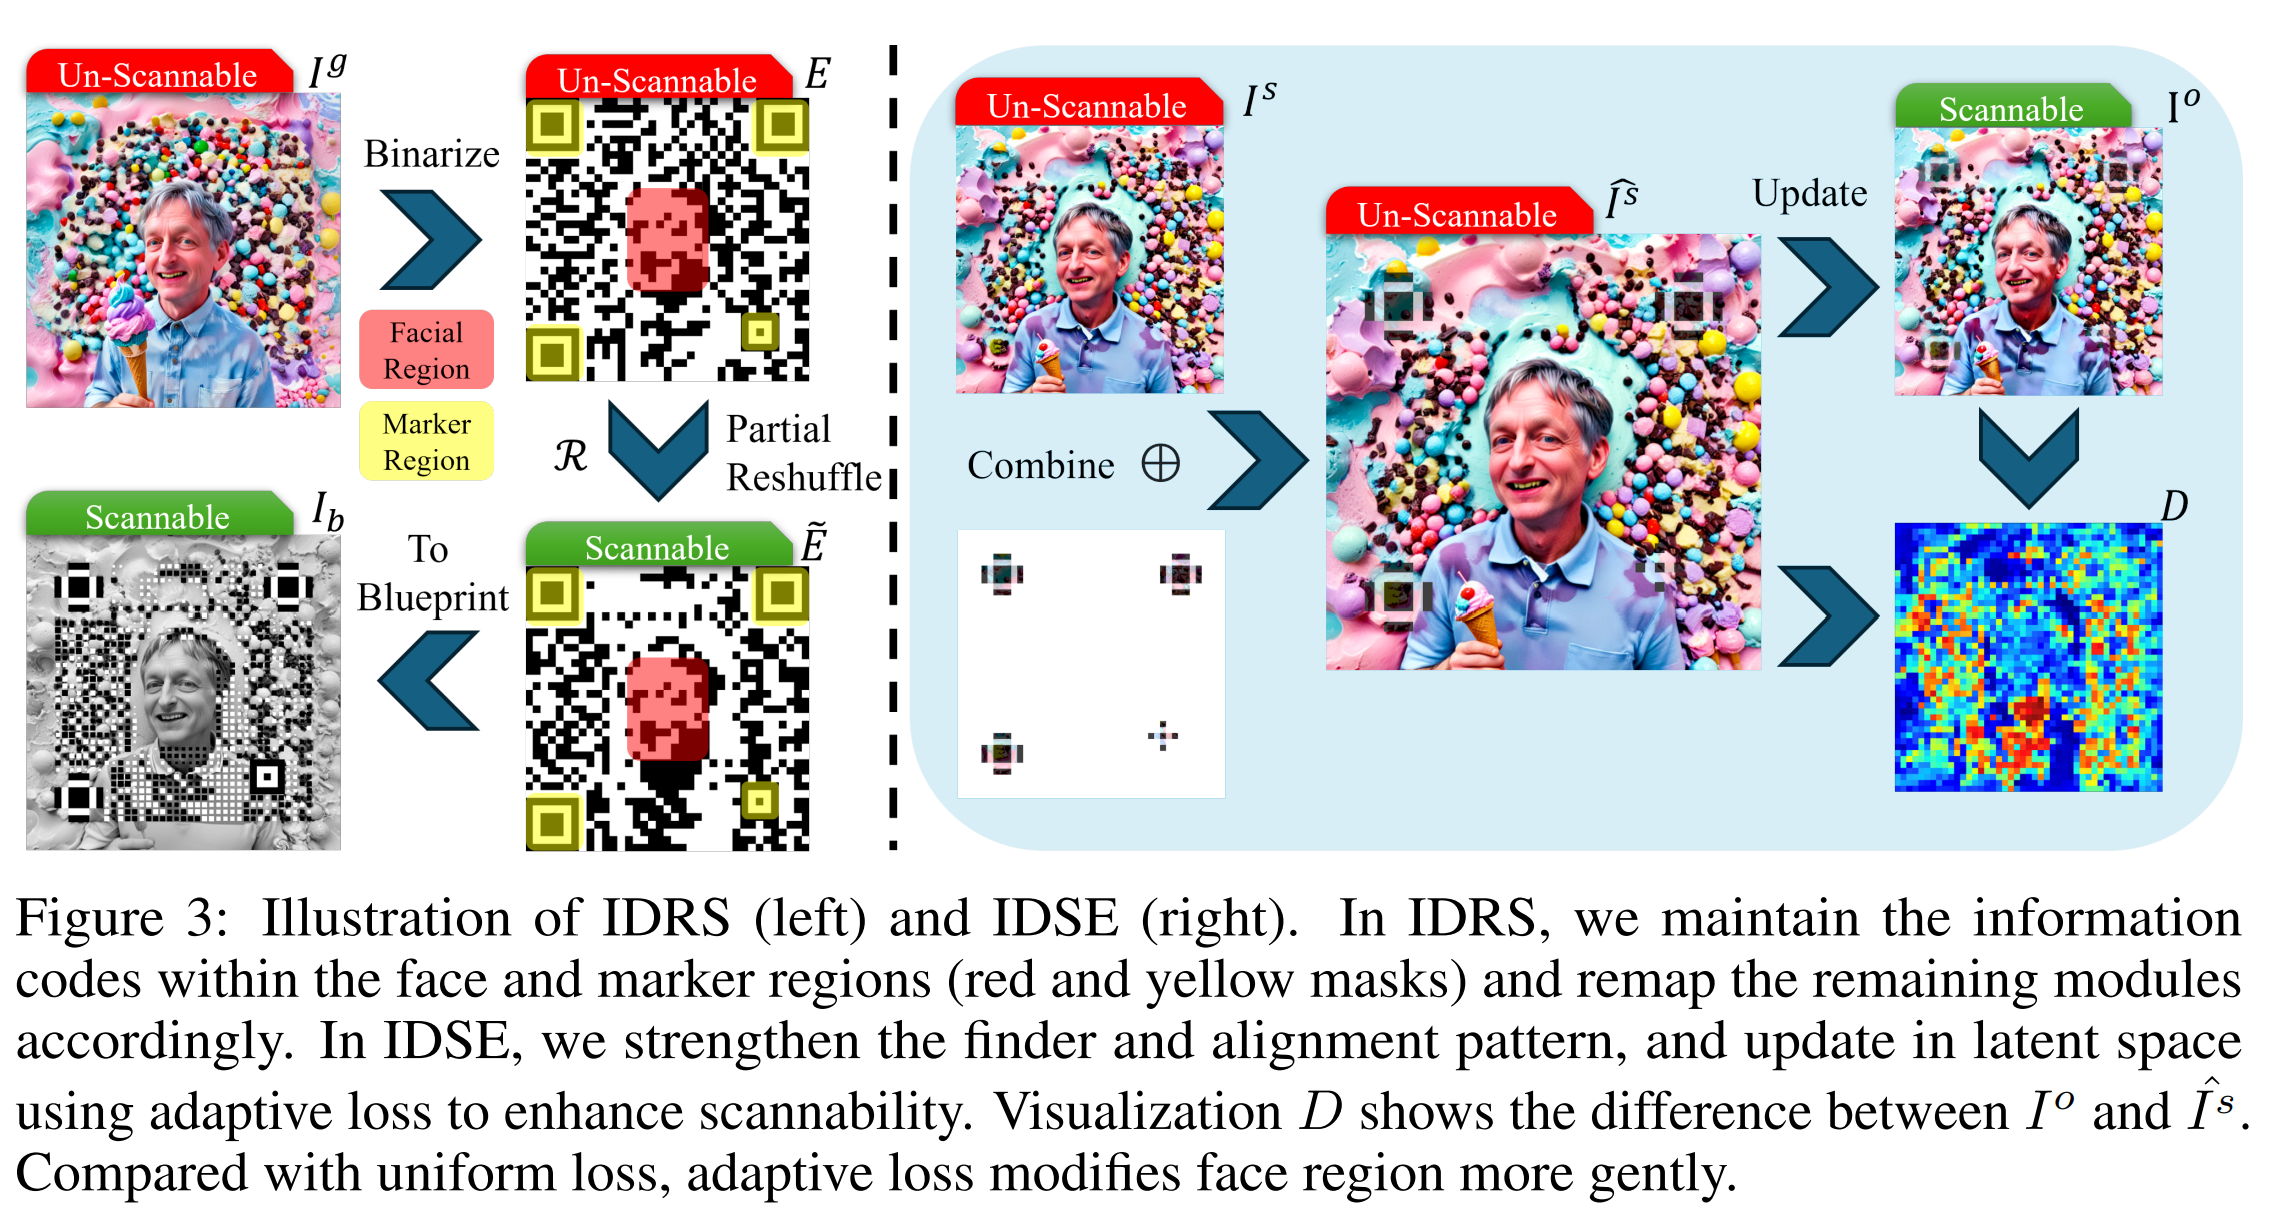 Un-Scannable I^g
Binarize
Facial
Region
Marker
Region
Un-Scannable E
ℛ Partial
Reshuffle
Scannable Ẽ
To
Blueprint
Scannable I_b
Un-Scannable I^s
Combine ⊕
Un-Scannable Î^s
Update
Scannable I^o
D
Figure 3: Illustration of IDRS (left) and IDSE (right). In IDRS, we maintain the information
codes within the face and marker regions (red and yellow masks) and remap the remaining modules
accordingly. In IDSE, we strengthen the finder and alignment pattern, and update in latent space
using adaptive loss to enhance scannability. Visualization D shows the difference between I^o and Î^s.
Compared with uniform loss, adaptive loss modifies face region more gently.